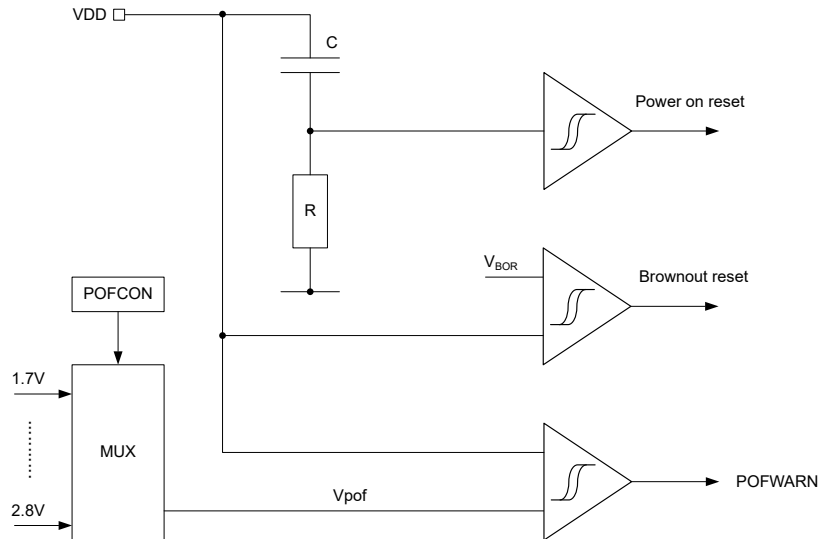 VDD
C
Power on reset
R
VBOR
Brownout reset
POFCON
1.7V
MUX
Vpof
POFWARN
2.8V